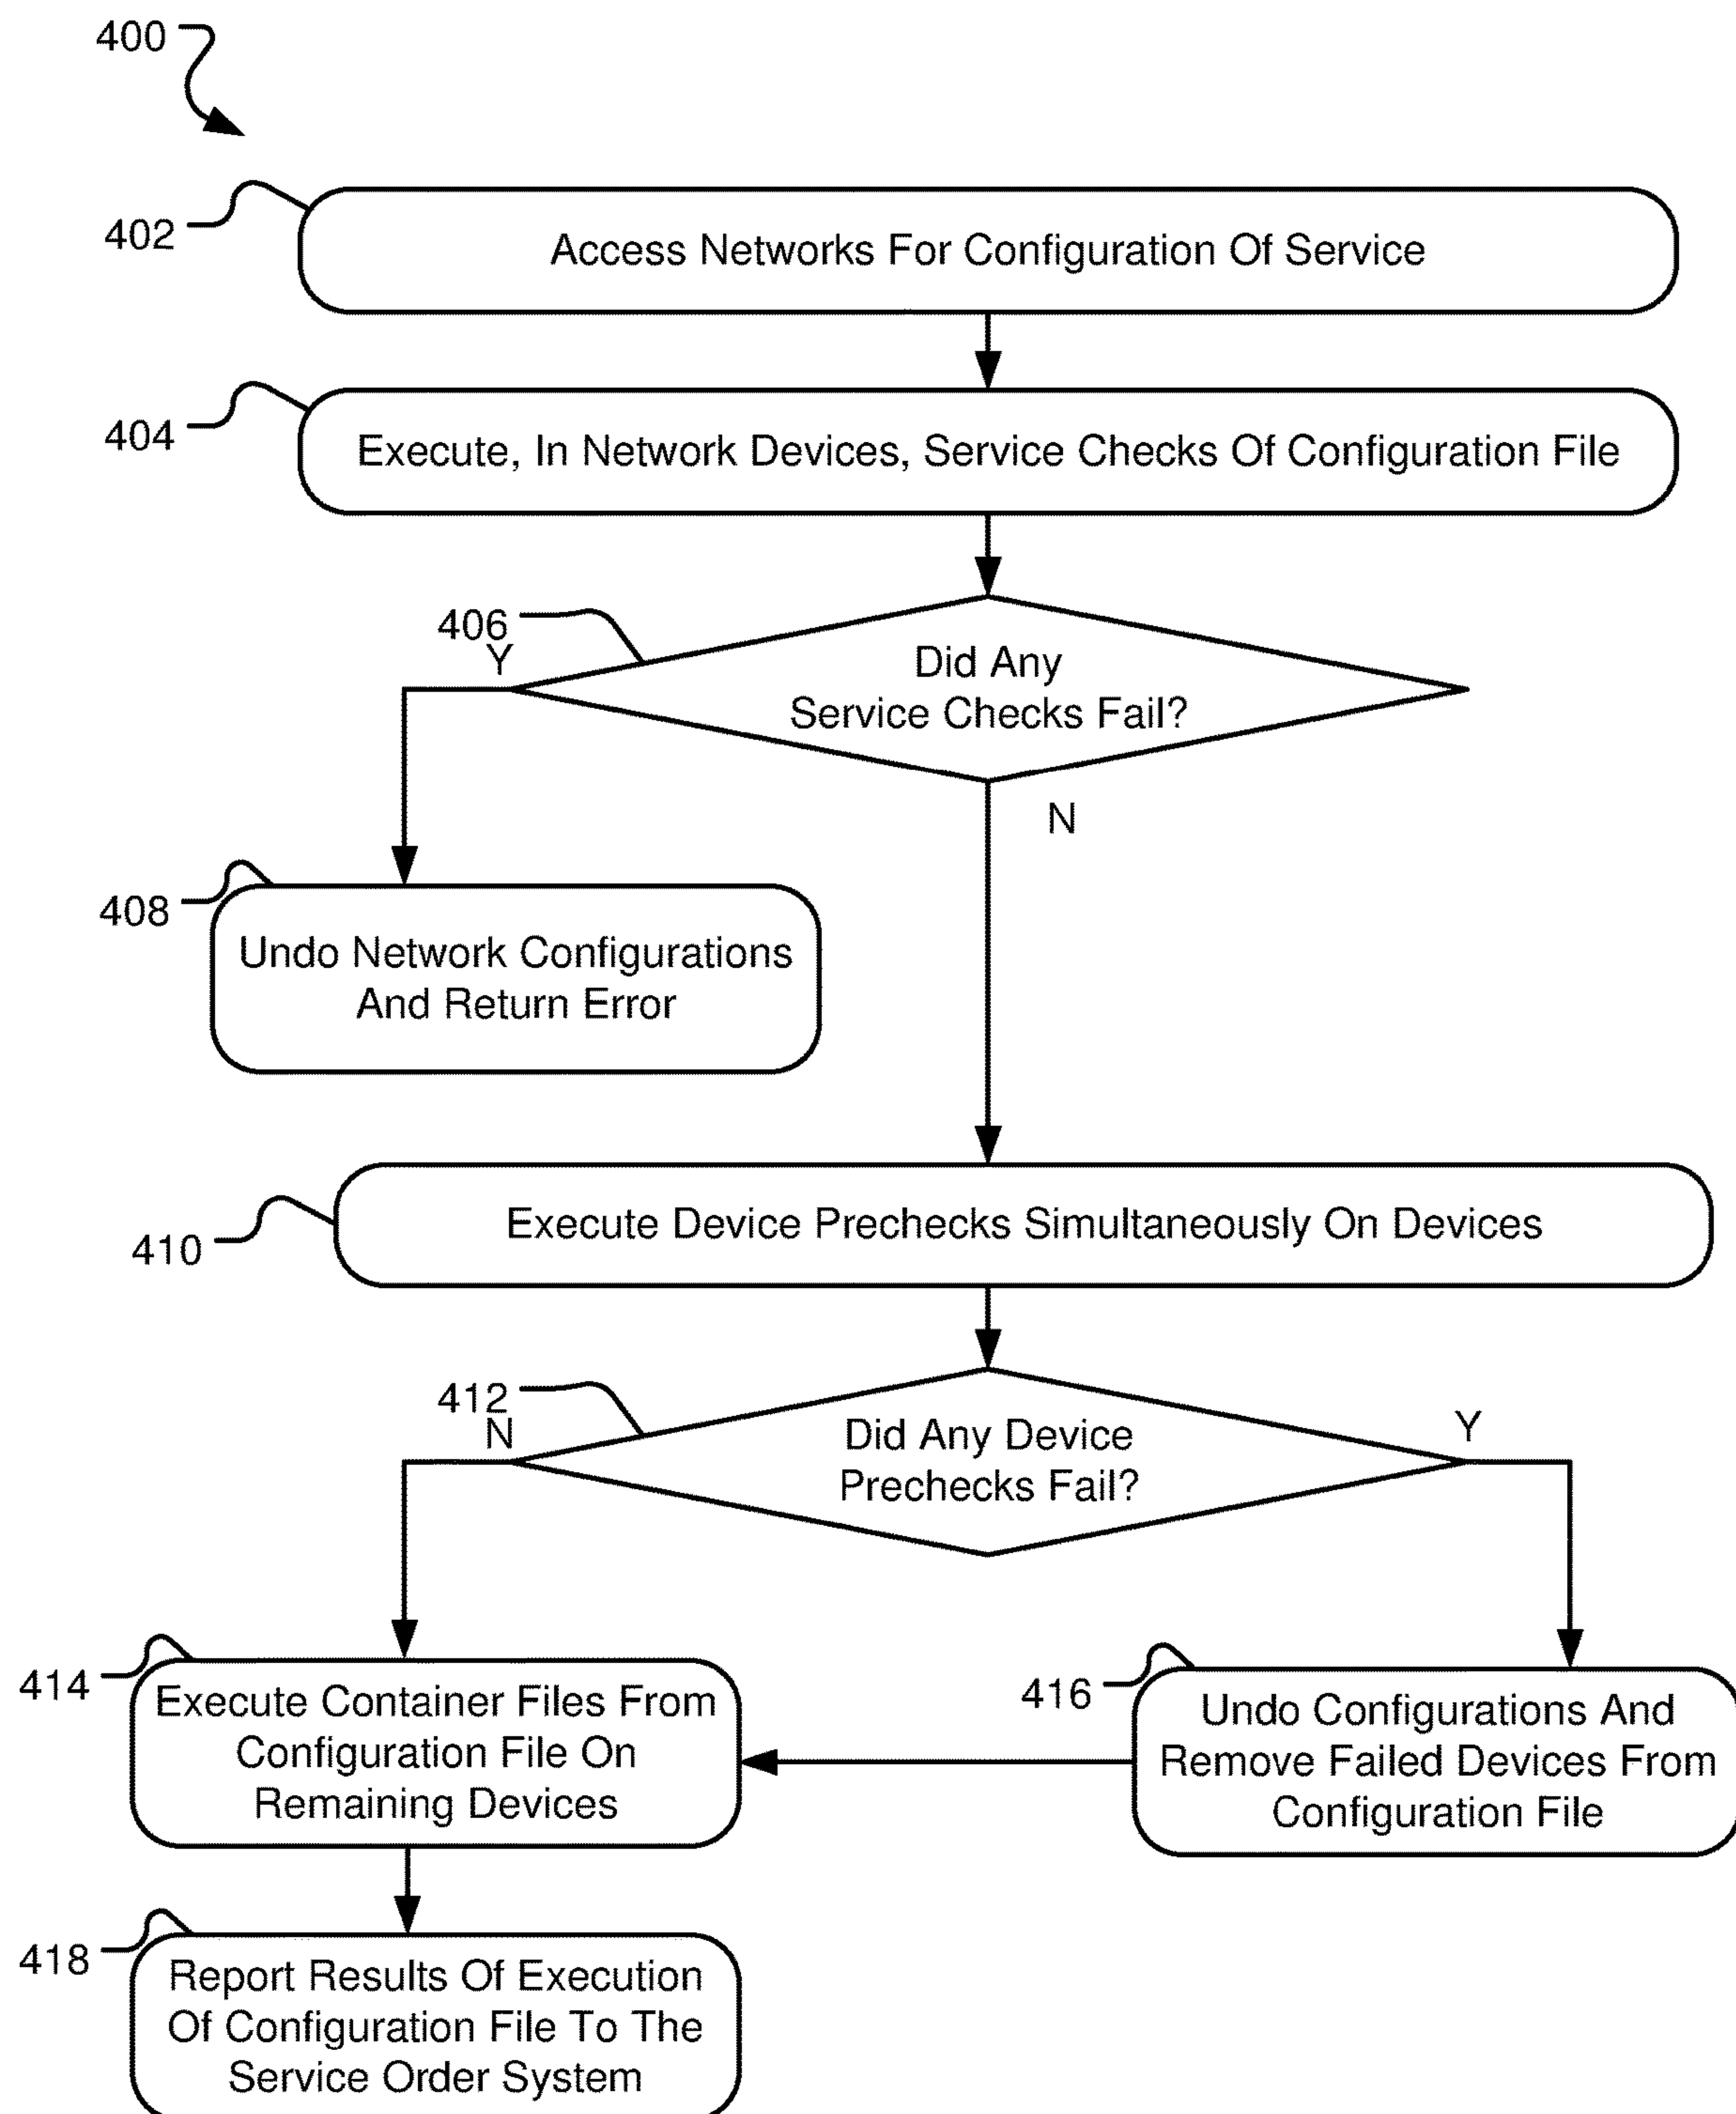 400
402
Access Networks For Configuration Of Service
404
Execute, In Network Devices, Service Checks Of Configuration File
406
Y
Did Any
Service Checks Fail?
N
408
Undo Network Configurations
And Return Error
410
Execute Device Prechecks Simultaneously On Devices
412
N
Did Any Device
Prechecks Fail?
Y
414
Execute Container Files From
Configuration File On
Remaining Devices
416
Undo Configurations And
Remove Failed Devices From
Configuration File
418
Report Results Of Execution
Of Configuration File To The
Service Order System